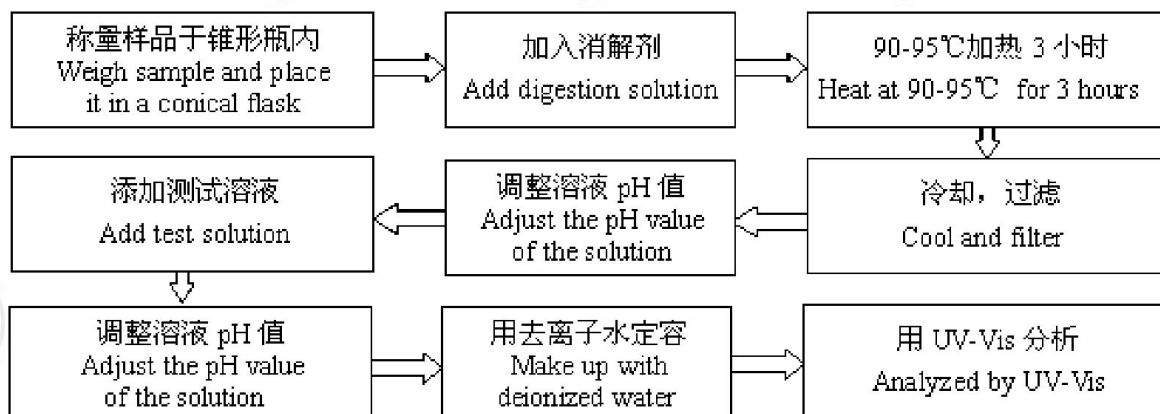 称量样品于锥形瓶内
Weigh sample and place
it in a conical flask
加入消解剂
Add digestion solution
90-95℃加热 3 小时
Heat at 90-95℃ for 3 hours
冷却，过滤
Cool and filter
调整溶液 pH 值
Adjust the pH value
of the solution
添加测试溶液
Add test solution
调整溶液 pH 值
Adjust the pH value
of the solution
用去离子水定容
Make up with
deionized water
用 UV-Vis 分析
Analyzed by UV-Vis